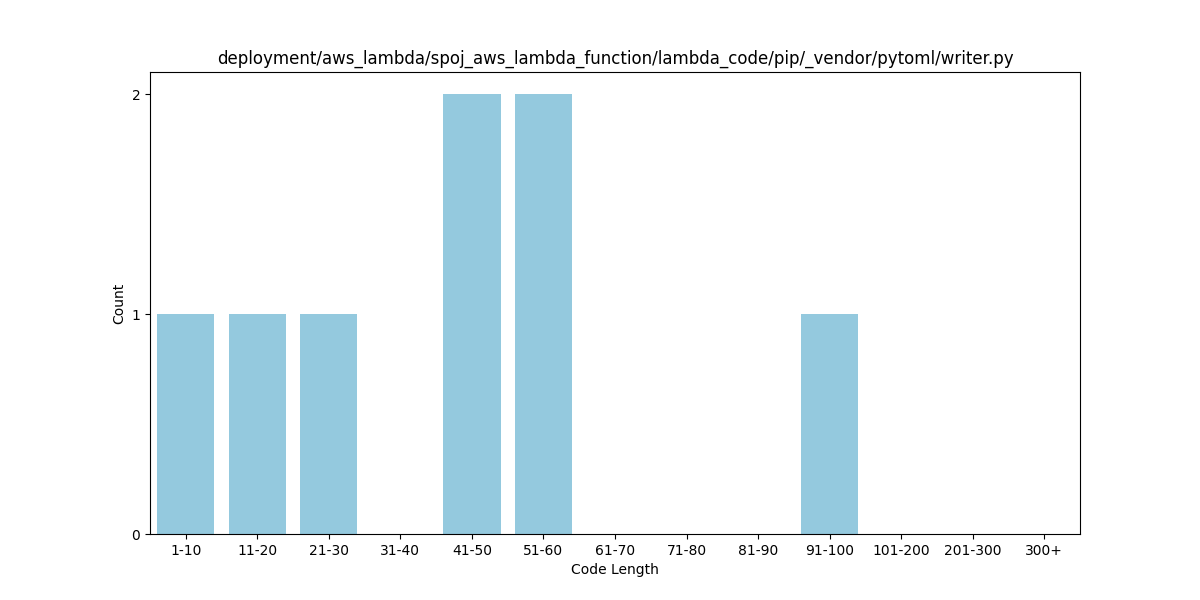 deployment/aws_lambda/spoj_aws_lambda_function/lambda_code/pip/_vendor/pytoml/writer.py
2
1
0
Count
1-10 11-20 21-30 31-40 41-50 51-60 61-70 71-80 81-90 91-100 101-200 201-300 300+
Code Length